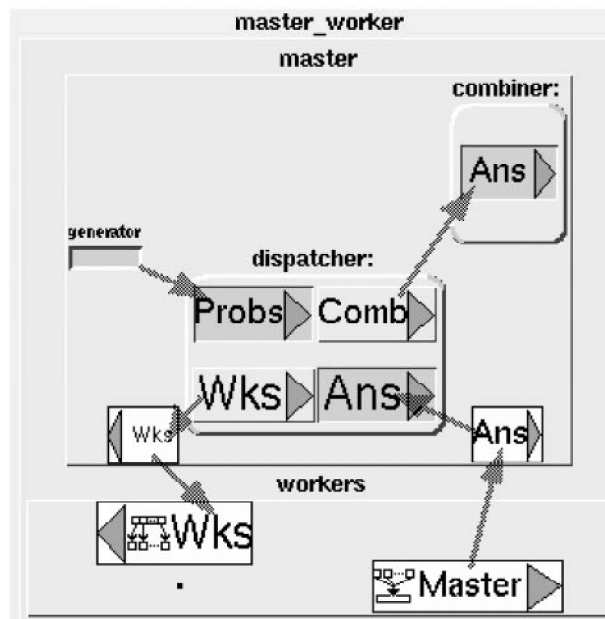 master_worker
master
combiner:
Ans
generator
dispatcher:
Probs Comb
Wks Ans
Wks
Ans
workers
Wks
Master